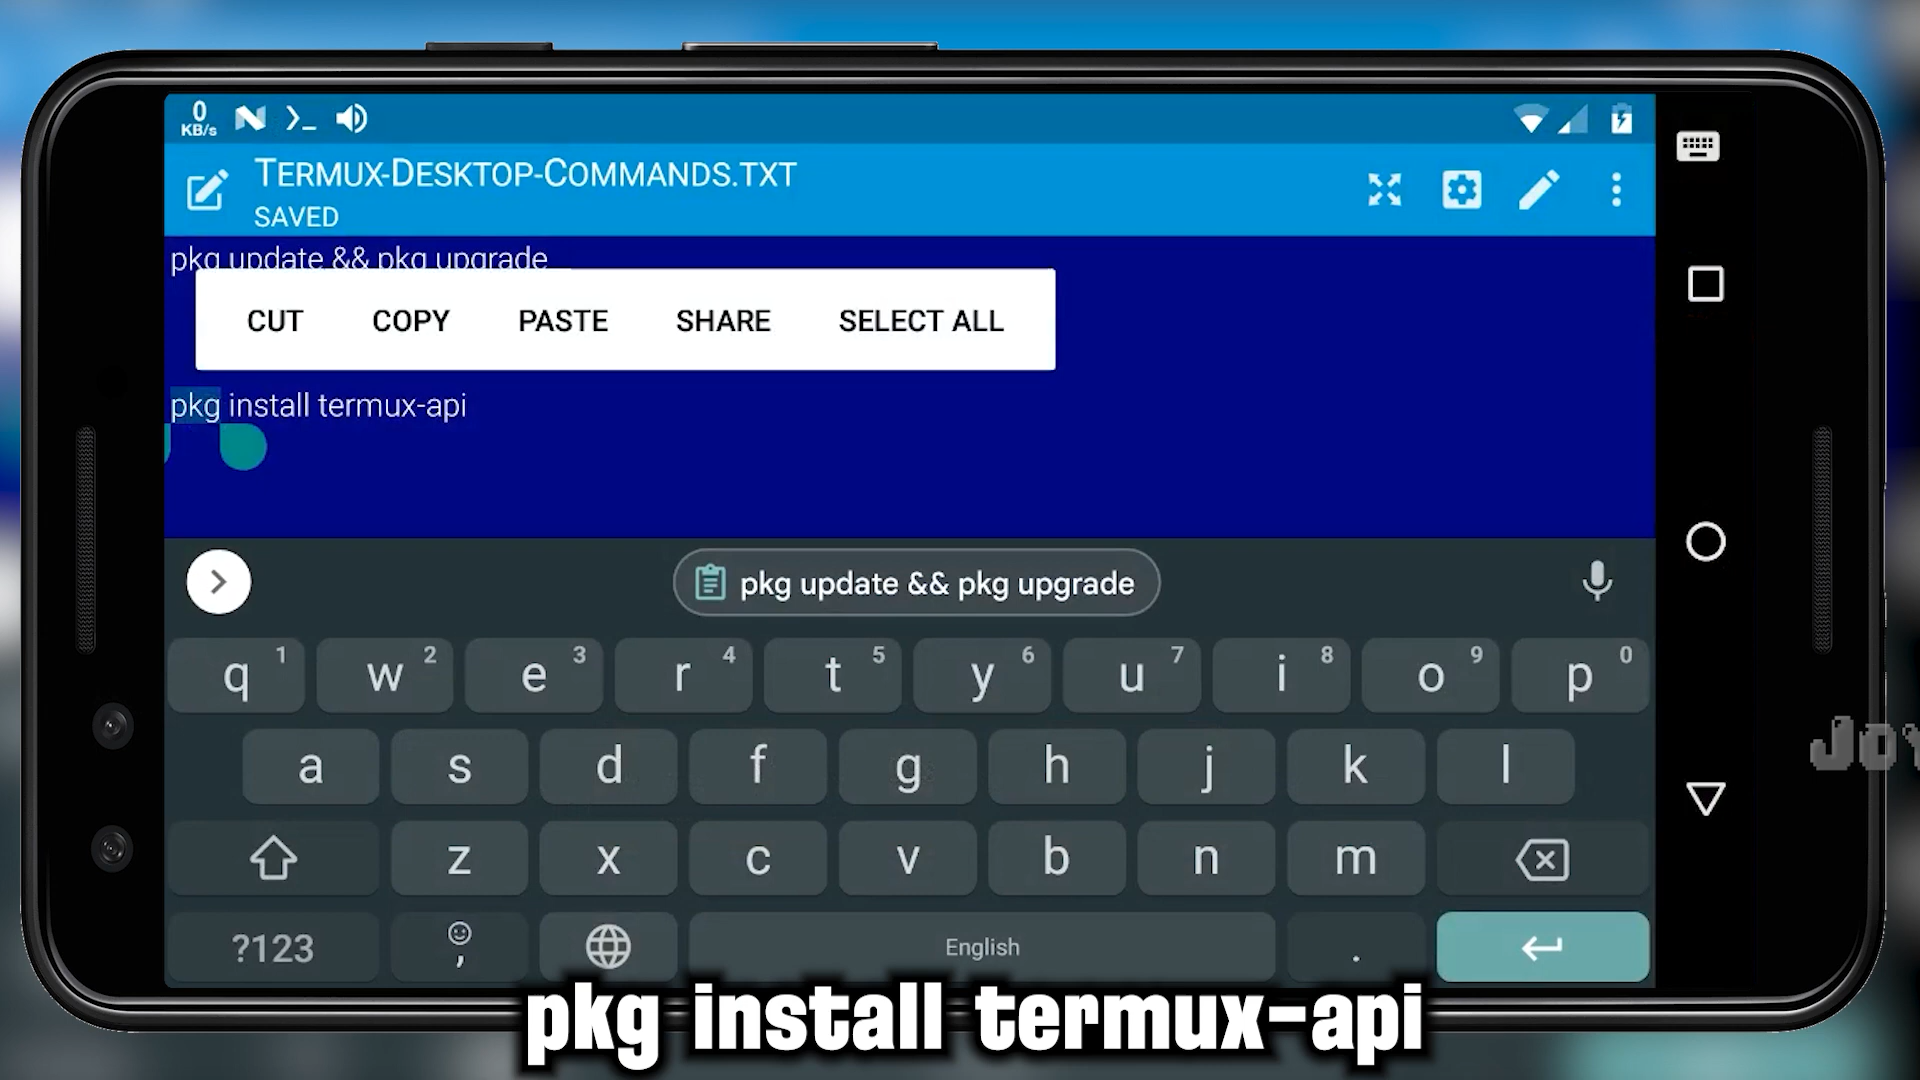 0
KB/s
TERMUX-DESKTOP-COMMANDS.TXT
SAVED
pkg update && pkg upgrade
CUT COPY PASTE SHARE SELECT ALL
pkg install termux-api
pkg update && pkg upgrade
q 1 w 2 e 3 r 4 t 5 y 6 u 7 i 8 o 9 p 0
a s d f g h j k l
z x c v b n m
?123 , English .
pkg install termux-api